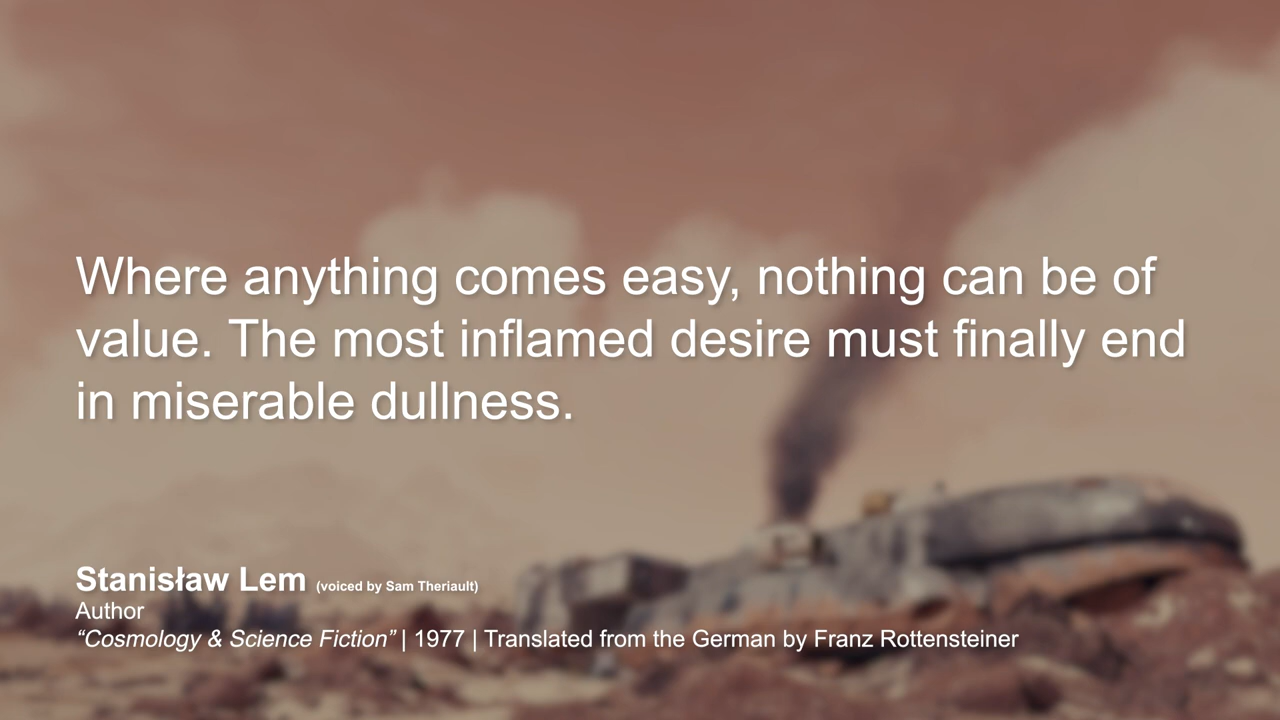 Where anything comes easy, nothing can be of
value. The most inflamed desire must finally end
in miserable dullness.
Stanisław Lem (voiced by Sam Theriault)
Author
“Cosmology & Science Fiction” | 1977 | Translated from the German by Franz Rottensteiner